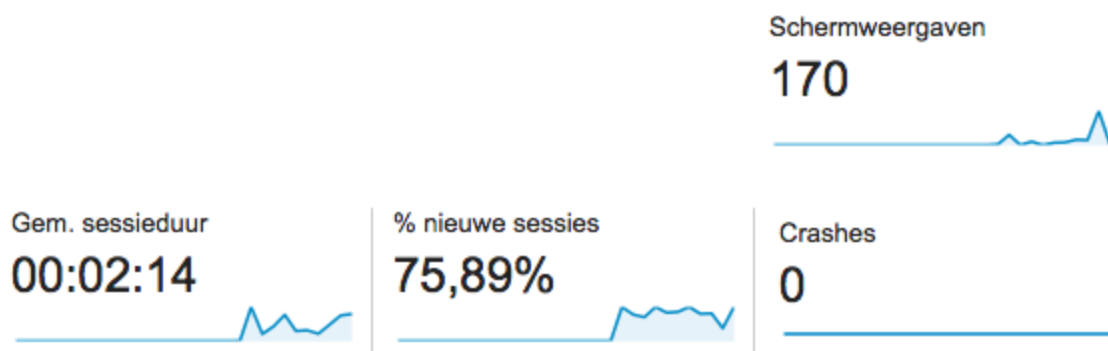 Schermweergaven
170
Gem. sessieduur
00:02:14
% nieuwe sessies
75,89%
Crashes
0